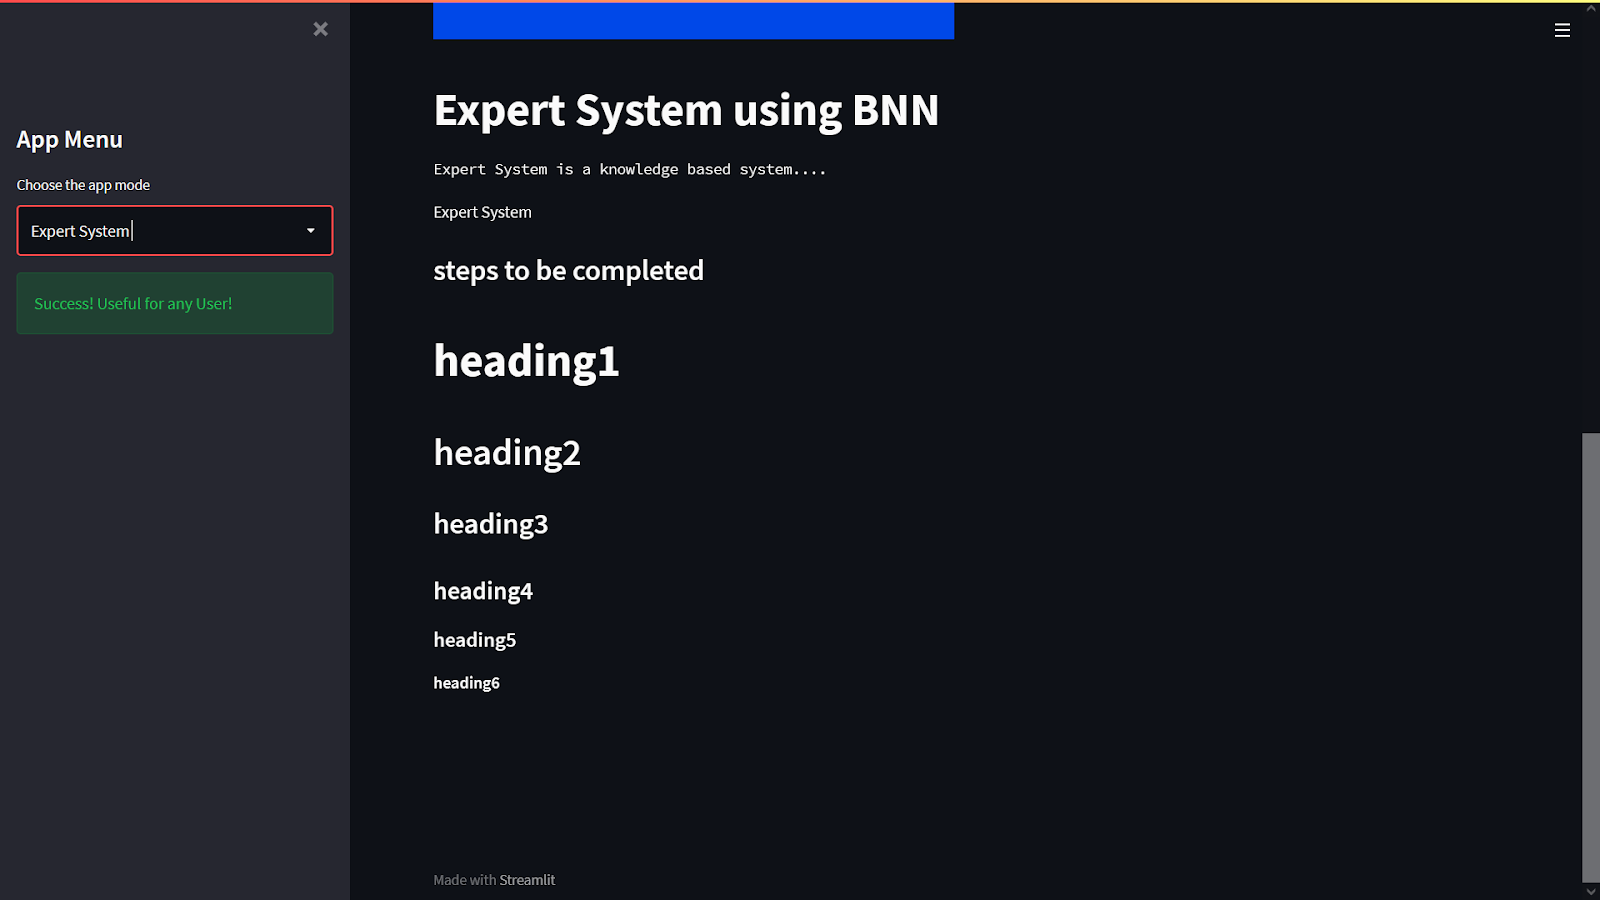 App Menu
Choose the app mode
Expert System
Success! Useful for any User!
Expert System using BNN
Expert System is a knowledge based system....
Expert System
steps to be completed
heading1
heading2
heading3
heading4
heading5
heading6
Made with Streamlit